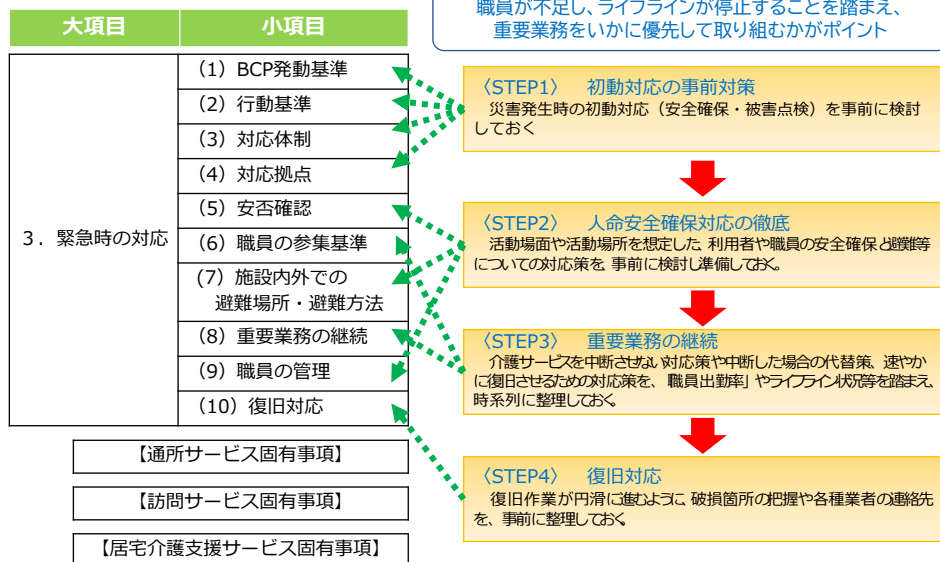 職員が不足し、ライフラインが停止することを踏まえ、
重要業務をいかに優先して取り組むかがポイント
大項目
小項目
3．緊急時の対応
（1）BCP発動基準
（2）行動基準
（3）対応体制
（4）対応拠点
（5）安否確認
（6）職員の参集基準
(7）施設内外での
避難場所・避難方法
（8）重要業務の継続
（9）職員の管理
（10）復旧対応
【通所サービス固有事項】
【訪問サービス固有事項】
【居宅介護支援サービス固有事項】
〈STEP1〉　初動対応の事前対策
災害発生時の初動対応（安全確保・被害点検）を事前に検討
しておく
〈STEP2〉　人命安全確保対応の徹底
活動場面や活動場所を想定した 利用者や職員の安全確保と避難等
についての対応策を 事前に検討し準備しておく。
〈STEP3〉　重要業務の継続
介護サービスを中断させない対応策や中断した場合の代替策、速やか
に復旧させるための対応策を、「職員出勤率」やライフライン状況等を踏まえ、
時系列に整理しておく
〈STEP4〉　復旧対応
復旧作業が円滑に進むように 破損箇所の把握や各種業者の連絡先
を、事前に整理しておく